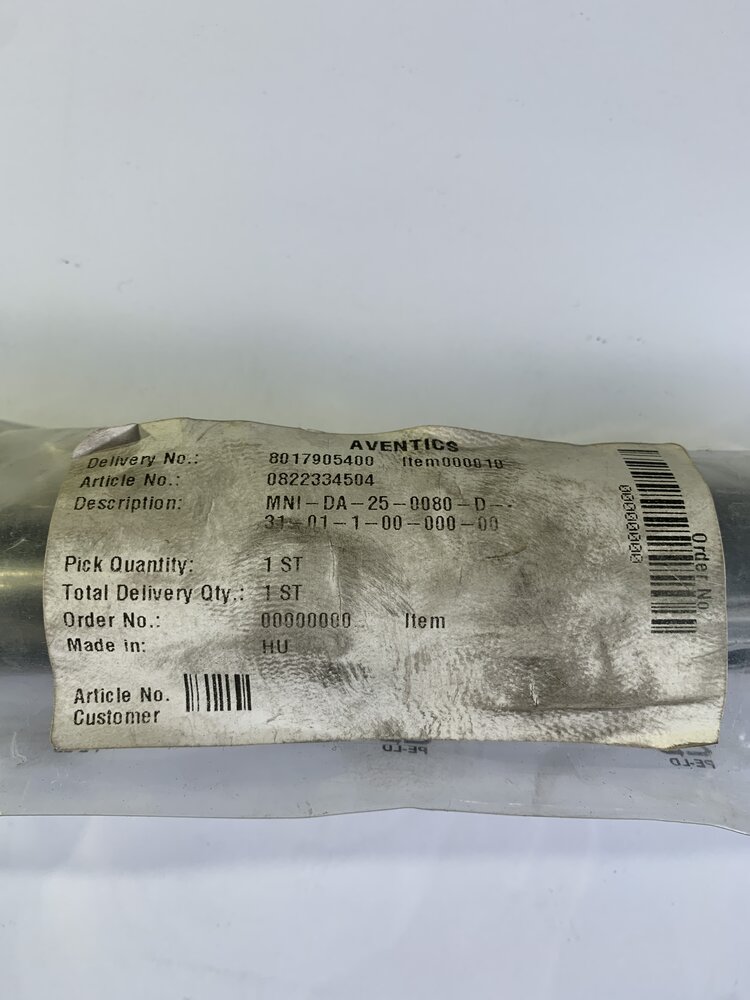 AVENTICS
Delivery No.: 8017905400 Item000010
Article No.: 0822334504
Description: MNI-DA-25-0080-D-
31-01-1-00-000-00
Pick Quantity: 1 ST
Total Delivery Qty.: 1 ST
Order No.: 00000000 Item
Made in: HU
Article No.
Customer
Order No.
00000000
PE-LD
PE-LD